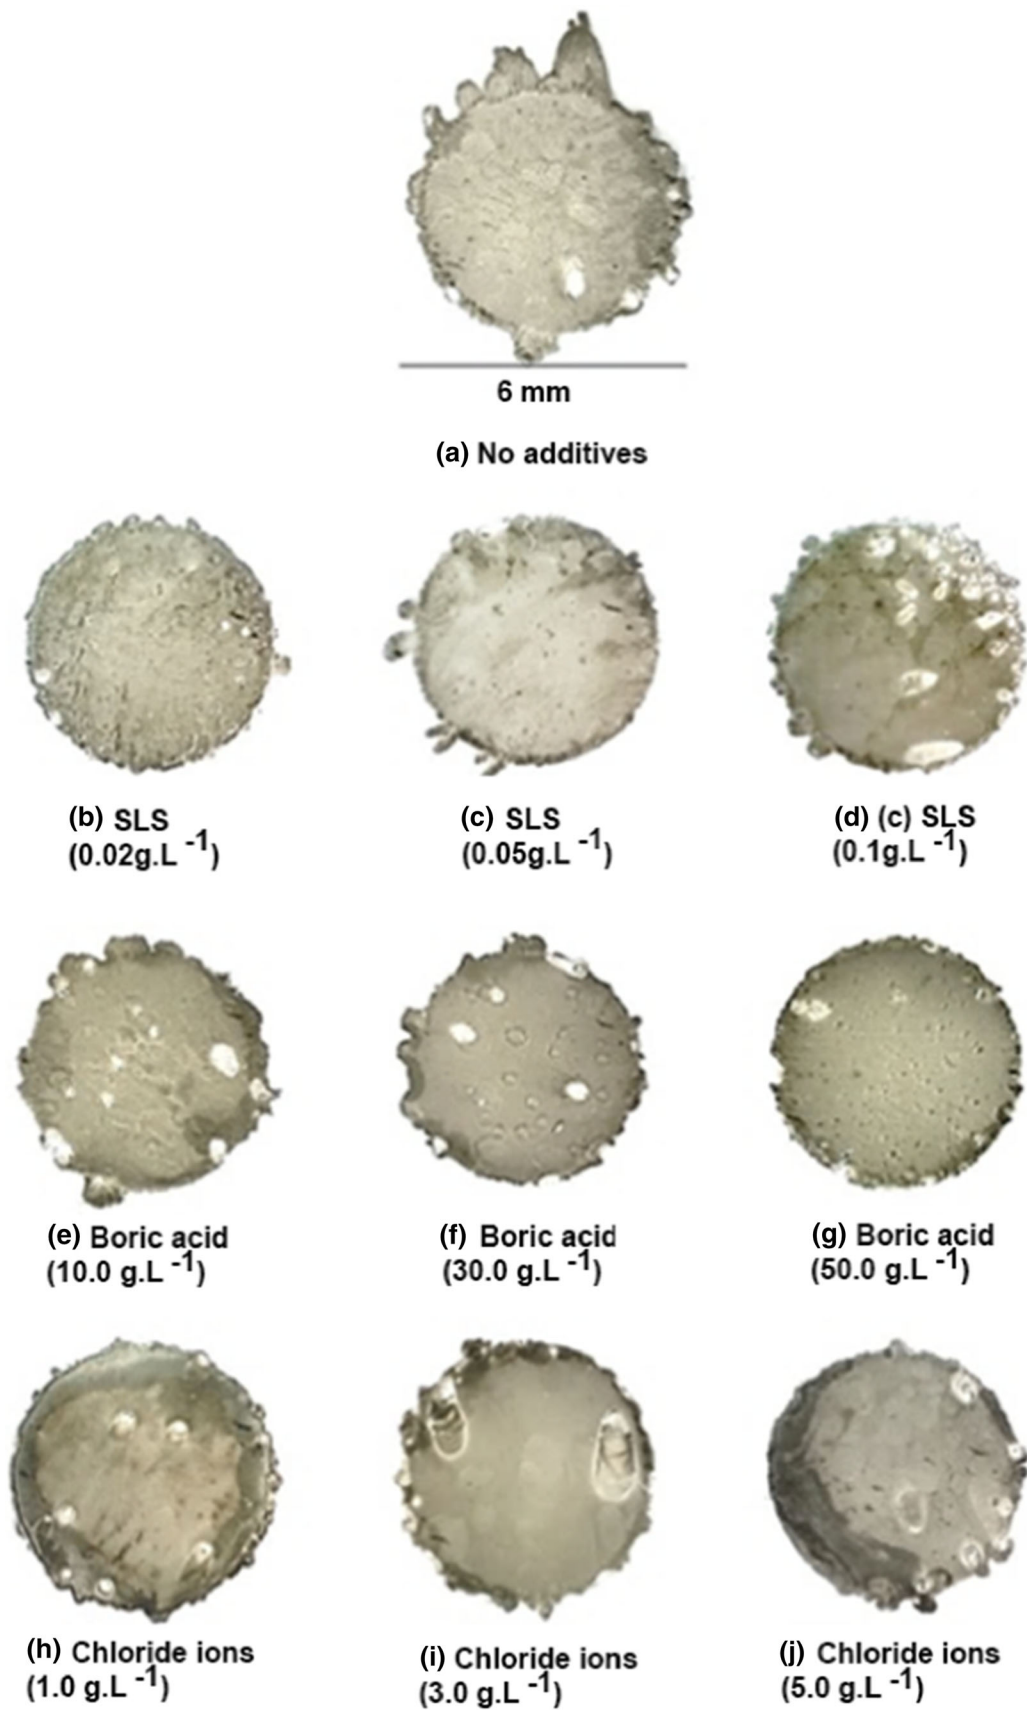 6 mm
(a) No additives
(b) SLS
(0.02g.L -1)
(c) SLS
(0.05g.L -1)
(d) (c) SLS
(0.1g.L -1)
(e) Boric acid
(10.0 g.L -1)
(f) Boric acid
(30.0 g.L -1)
(g) Boric acid
(50.0 g.L -1)
(h) Chloride ions
(1.0 g.L -1)
(i) Chloride ions
(3.0 g.L -1)
(j) Chloride ions
(5.0 g.L -1)